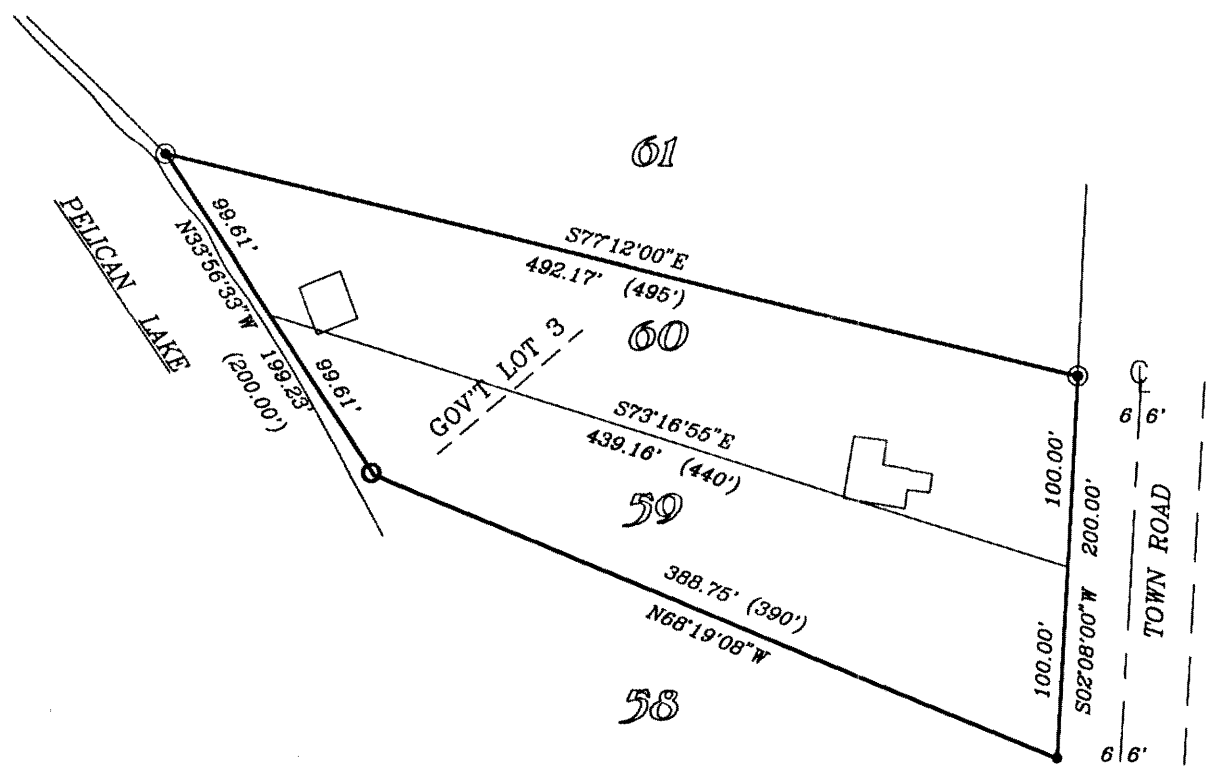 61
PELICAN LAKE
99.61'
N33°56'33"W 199.23'
(200.00')
99.61'
S77°12'00"E
492.17' (495')
60
GOV'T LOT 3
S73°16'55"E
439.16' (440')
59
388.75' (390')
N68°19'08"W
58
100.00'
200.00'
100.00'
S02°08'00"W
℄
6 6'
TOWN ROAD
6 6'